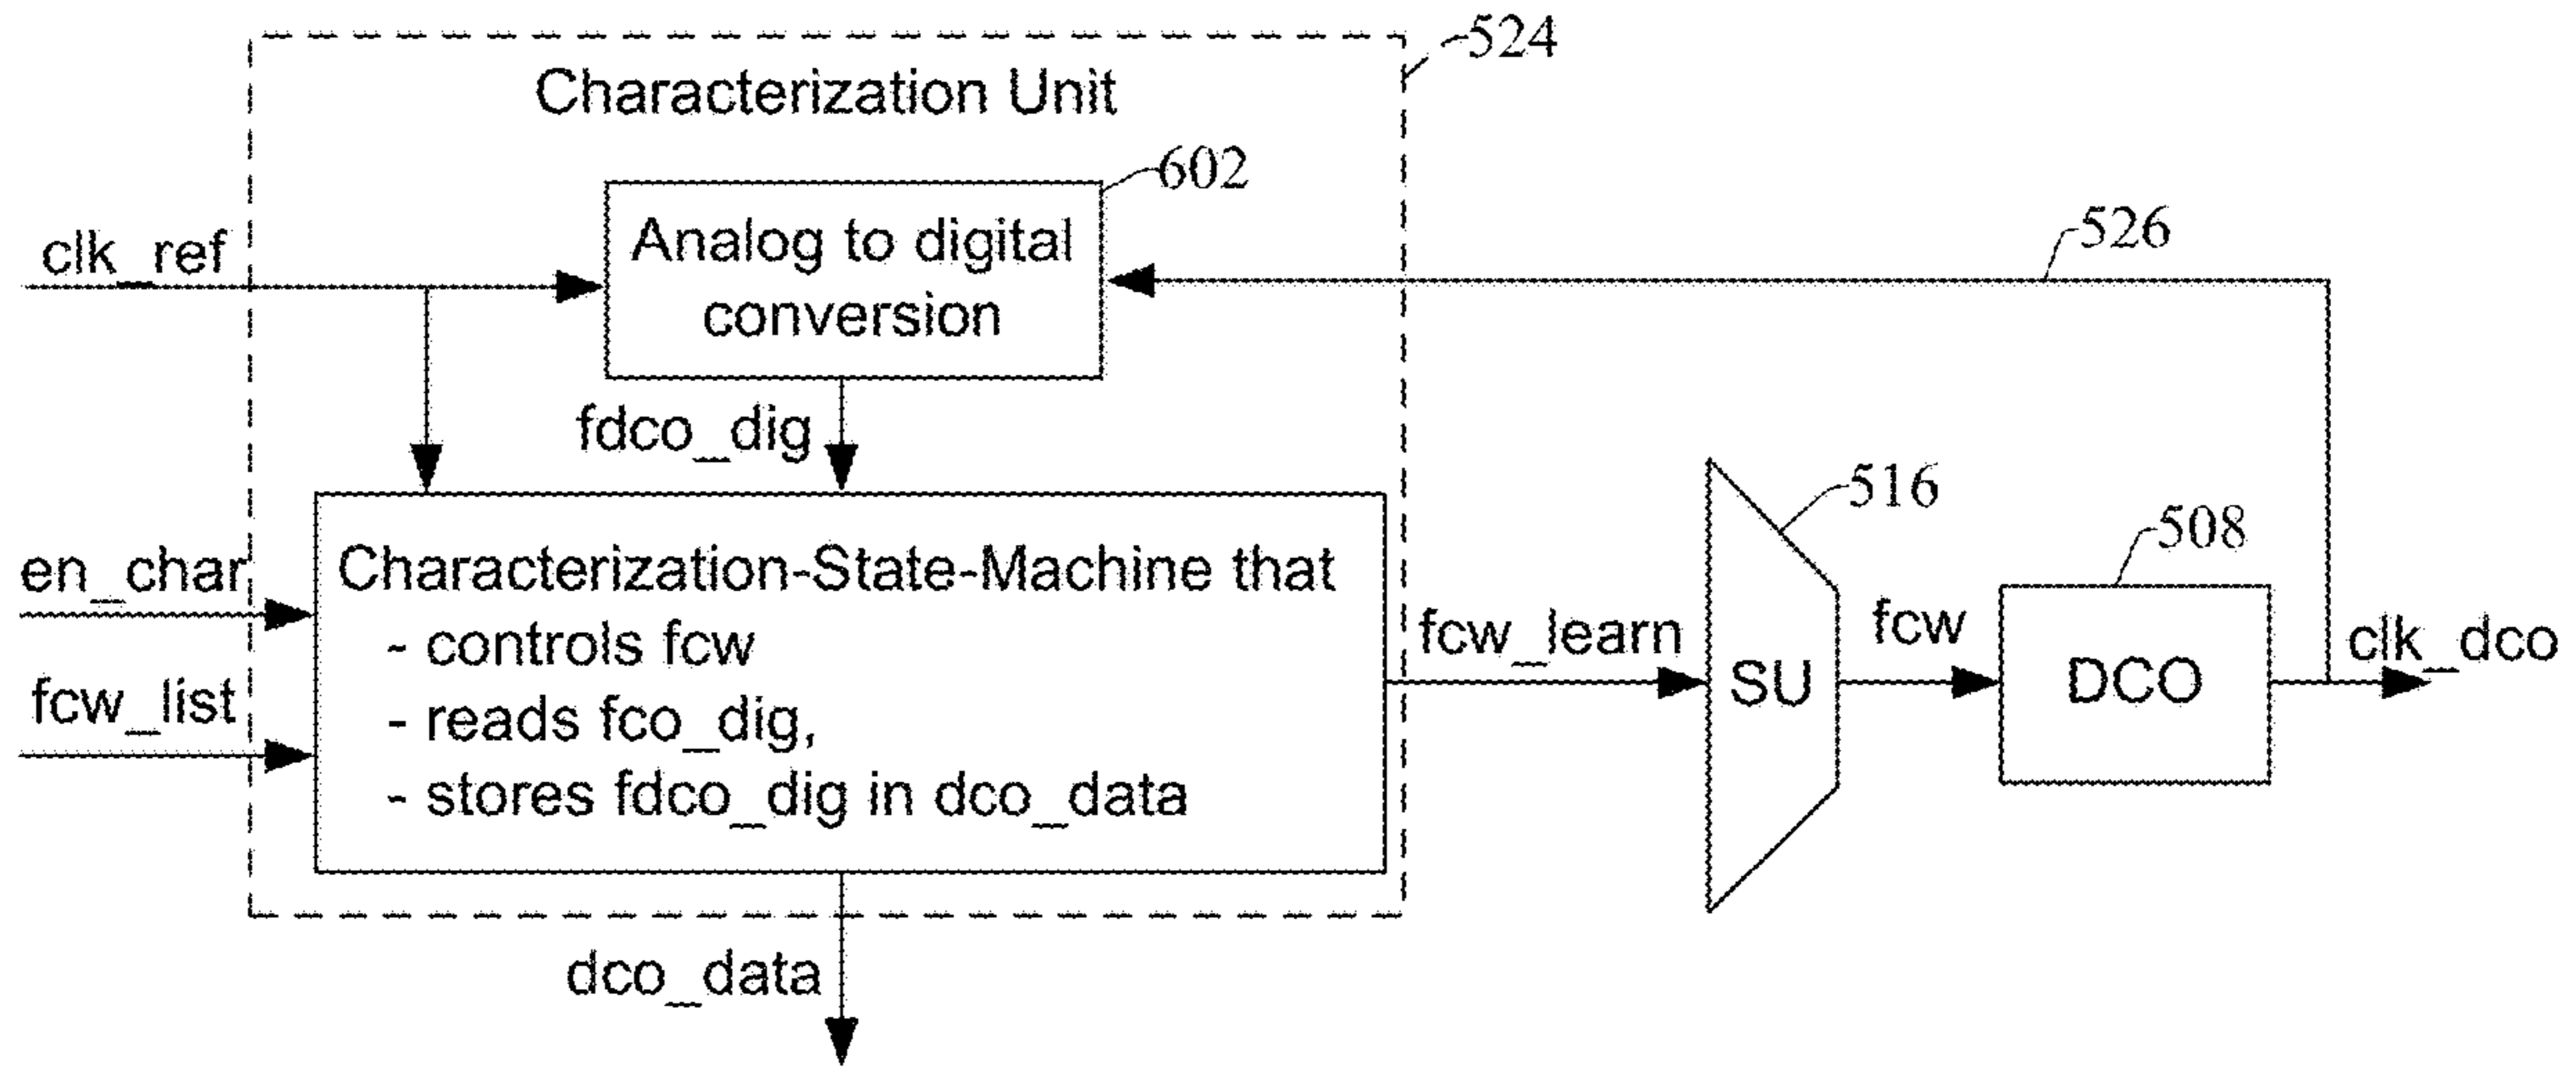 524
Characterization Unit
602
clk_ref
Analog to digital
conversion
526
fdco_dig
516
508
en_char
fcw_list
Characterization-State-Machine that
- controls fcw
- reads fco_dig,
- stores fdco_dig in dco_data
fcw_learn
SU
fcw
DCO
clk_dco
dco_data